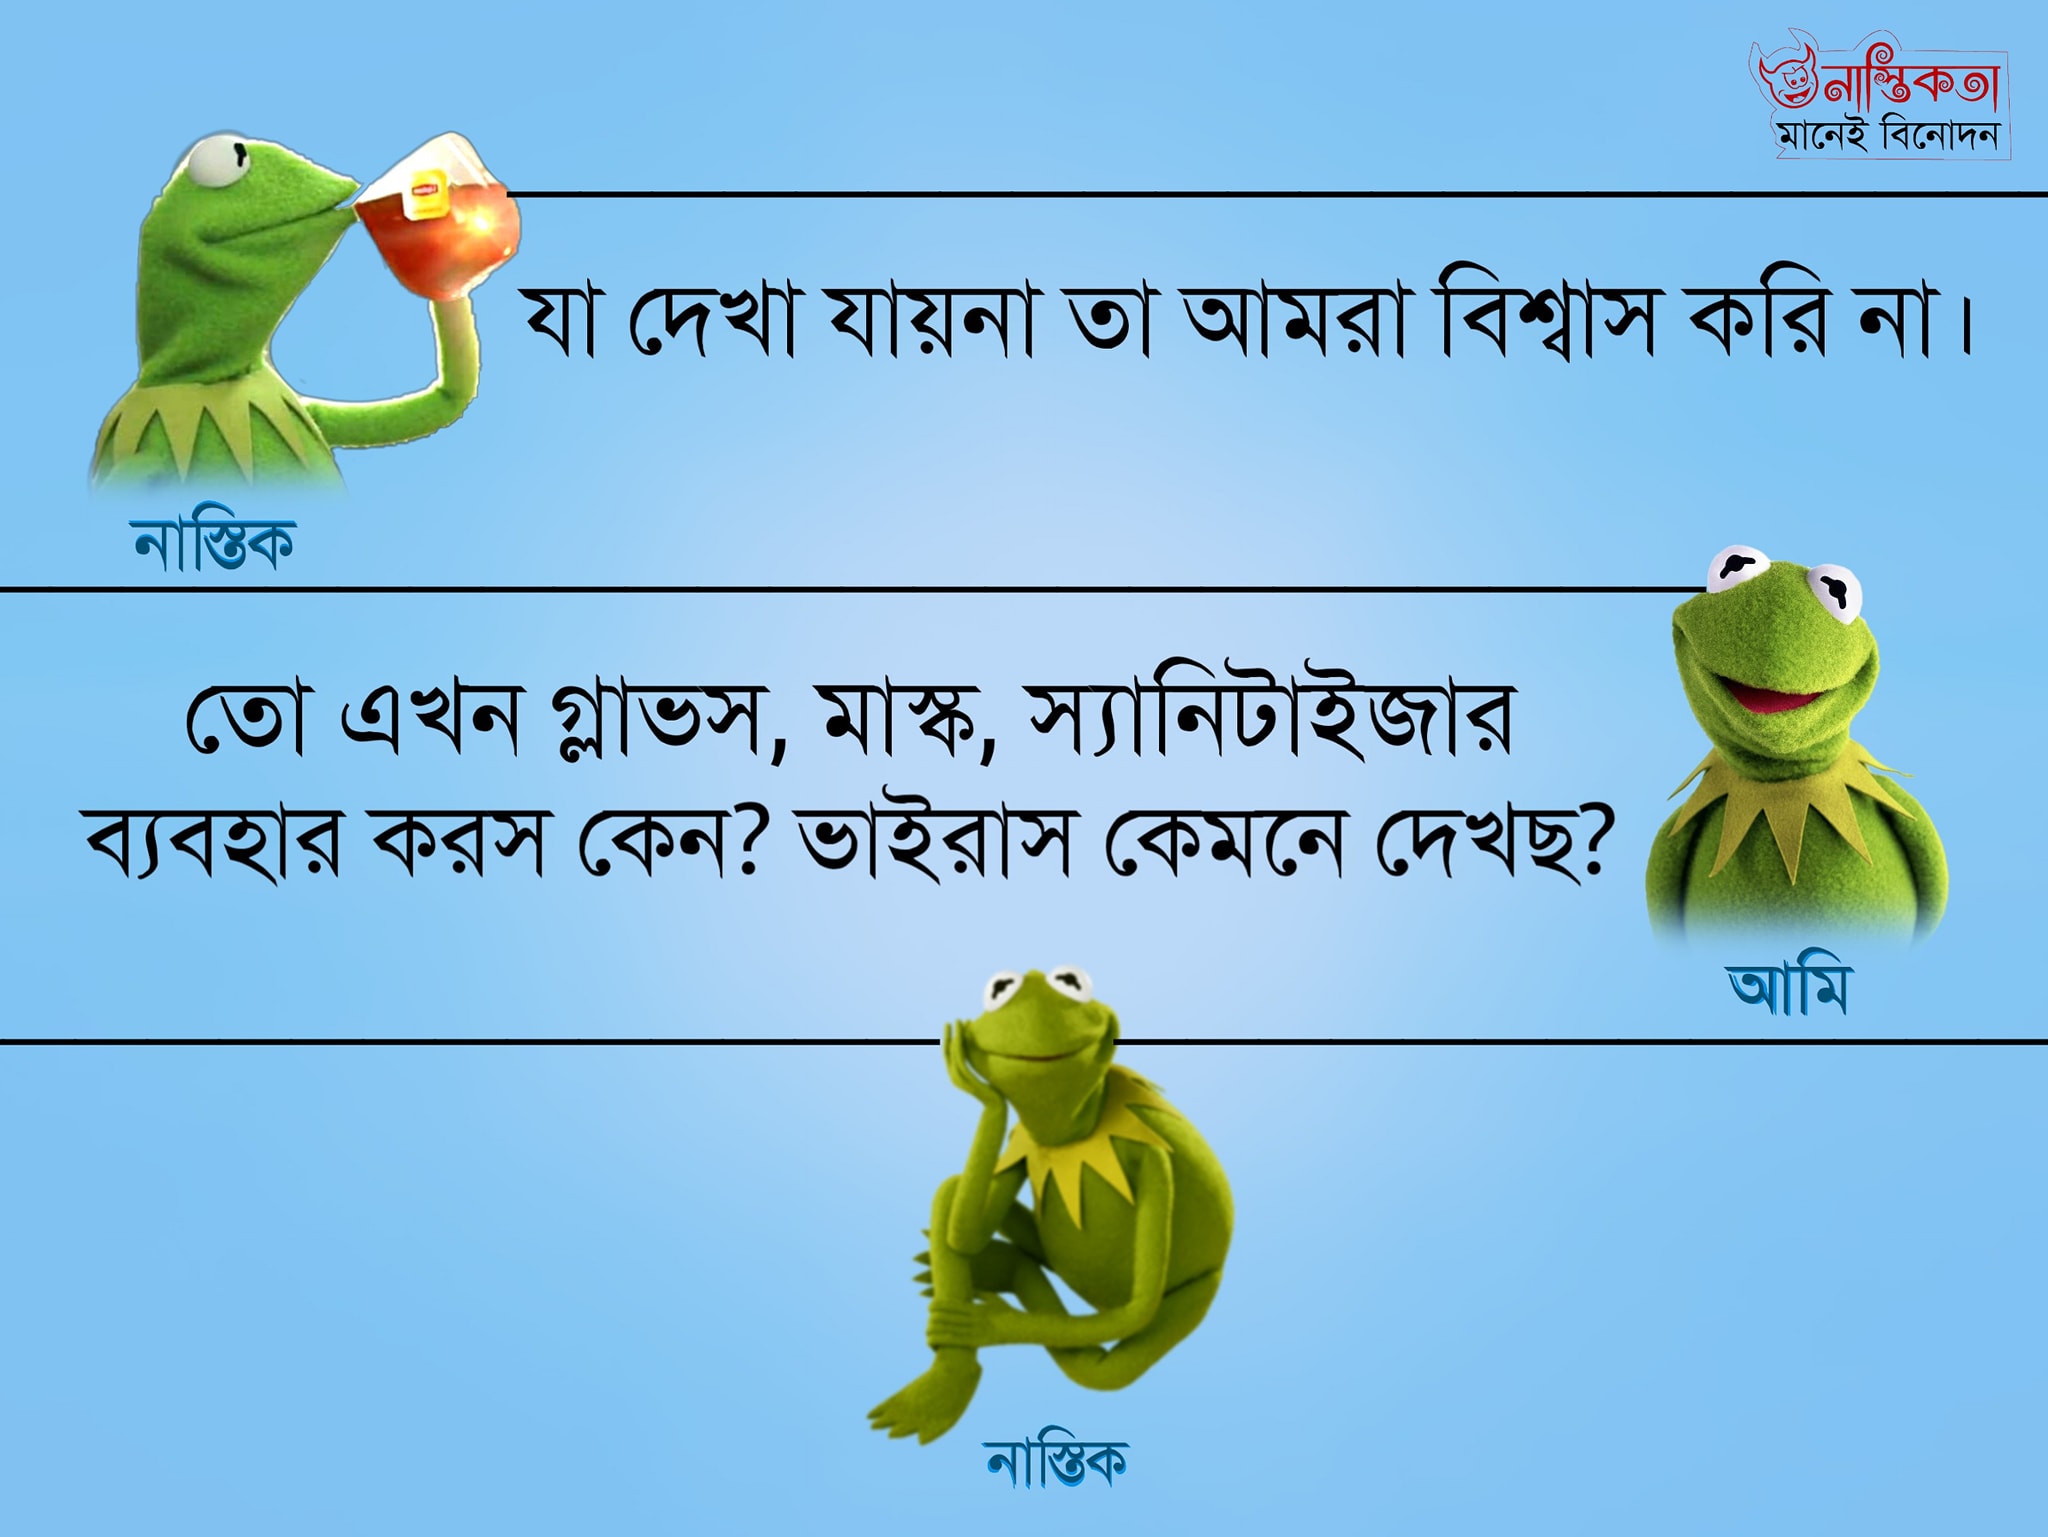 নাস্তিকতা
মানেই বিনোদন
যা দেখা যায়না তা আমরা বিশ্বাস করি না।
নাস্তিক
তো এখন গ্লাভস, মাস্ক, স্যানিটাইজার
ব্যবহার করস কেন? ভাইরাস কেমনে দেখছ?
আমি
নাস্তিক